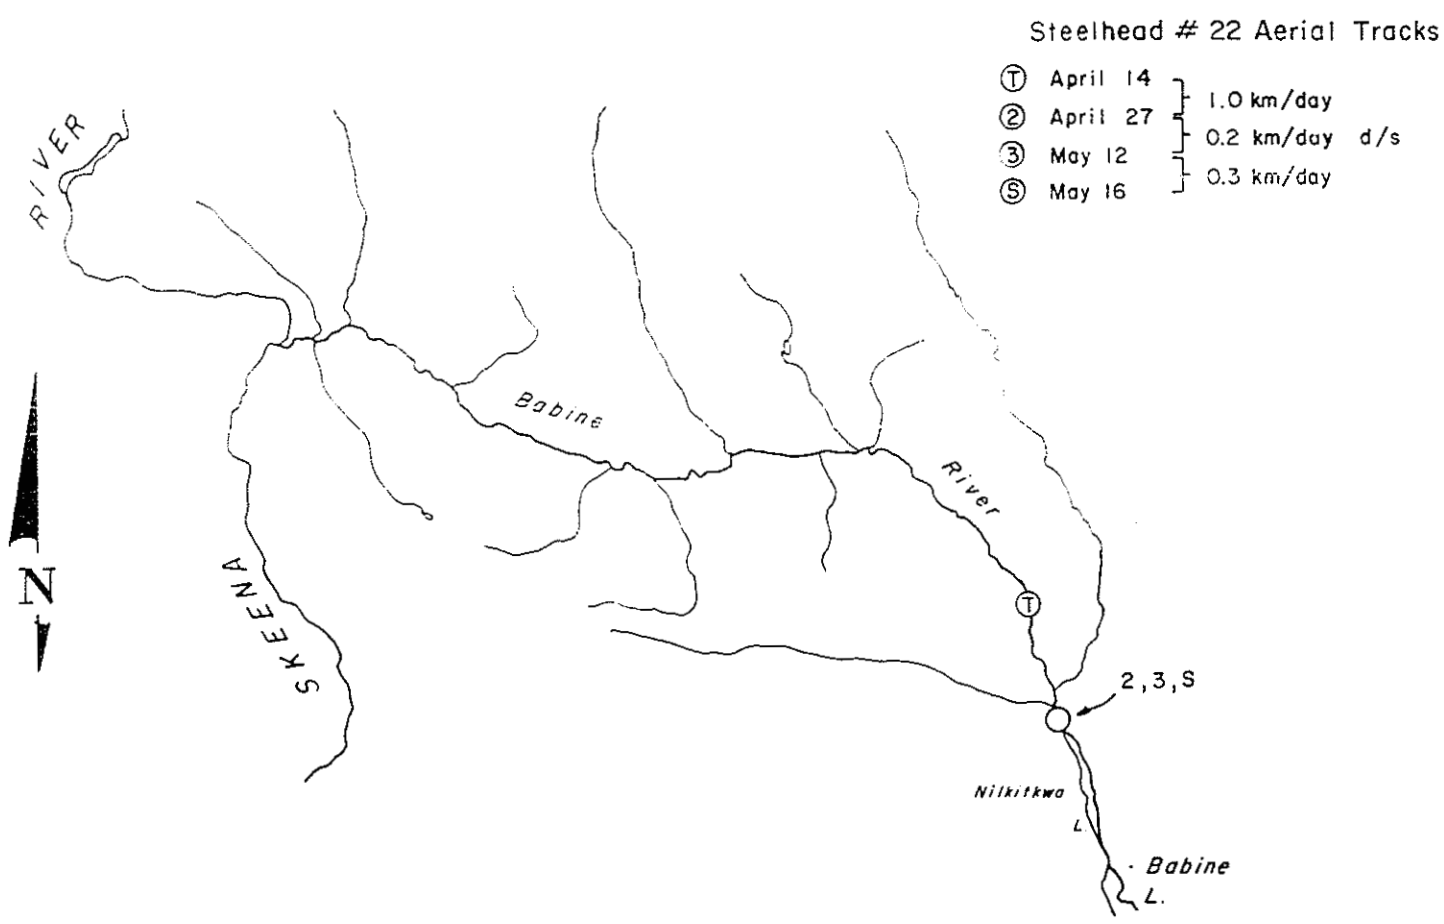 Steelhead # 22 Aerial Tracks
T April 14
1.0 km/day
2 April 27
0.2 km/day d/s
3 May 12
0.3 km/day
S May 16
RIVER
Babine
River
N
SKEENA
T
2,3,S
Nilkitkwa
L.
Babine
L.